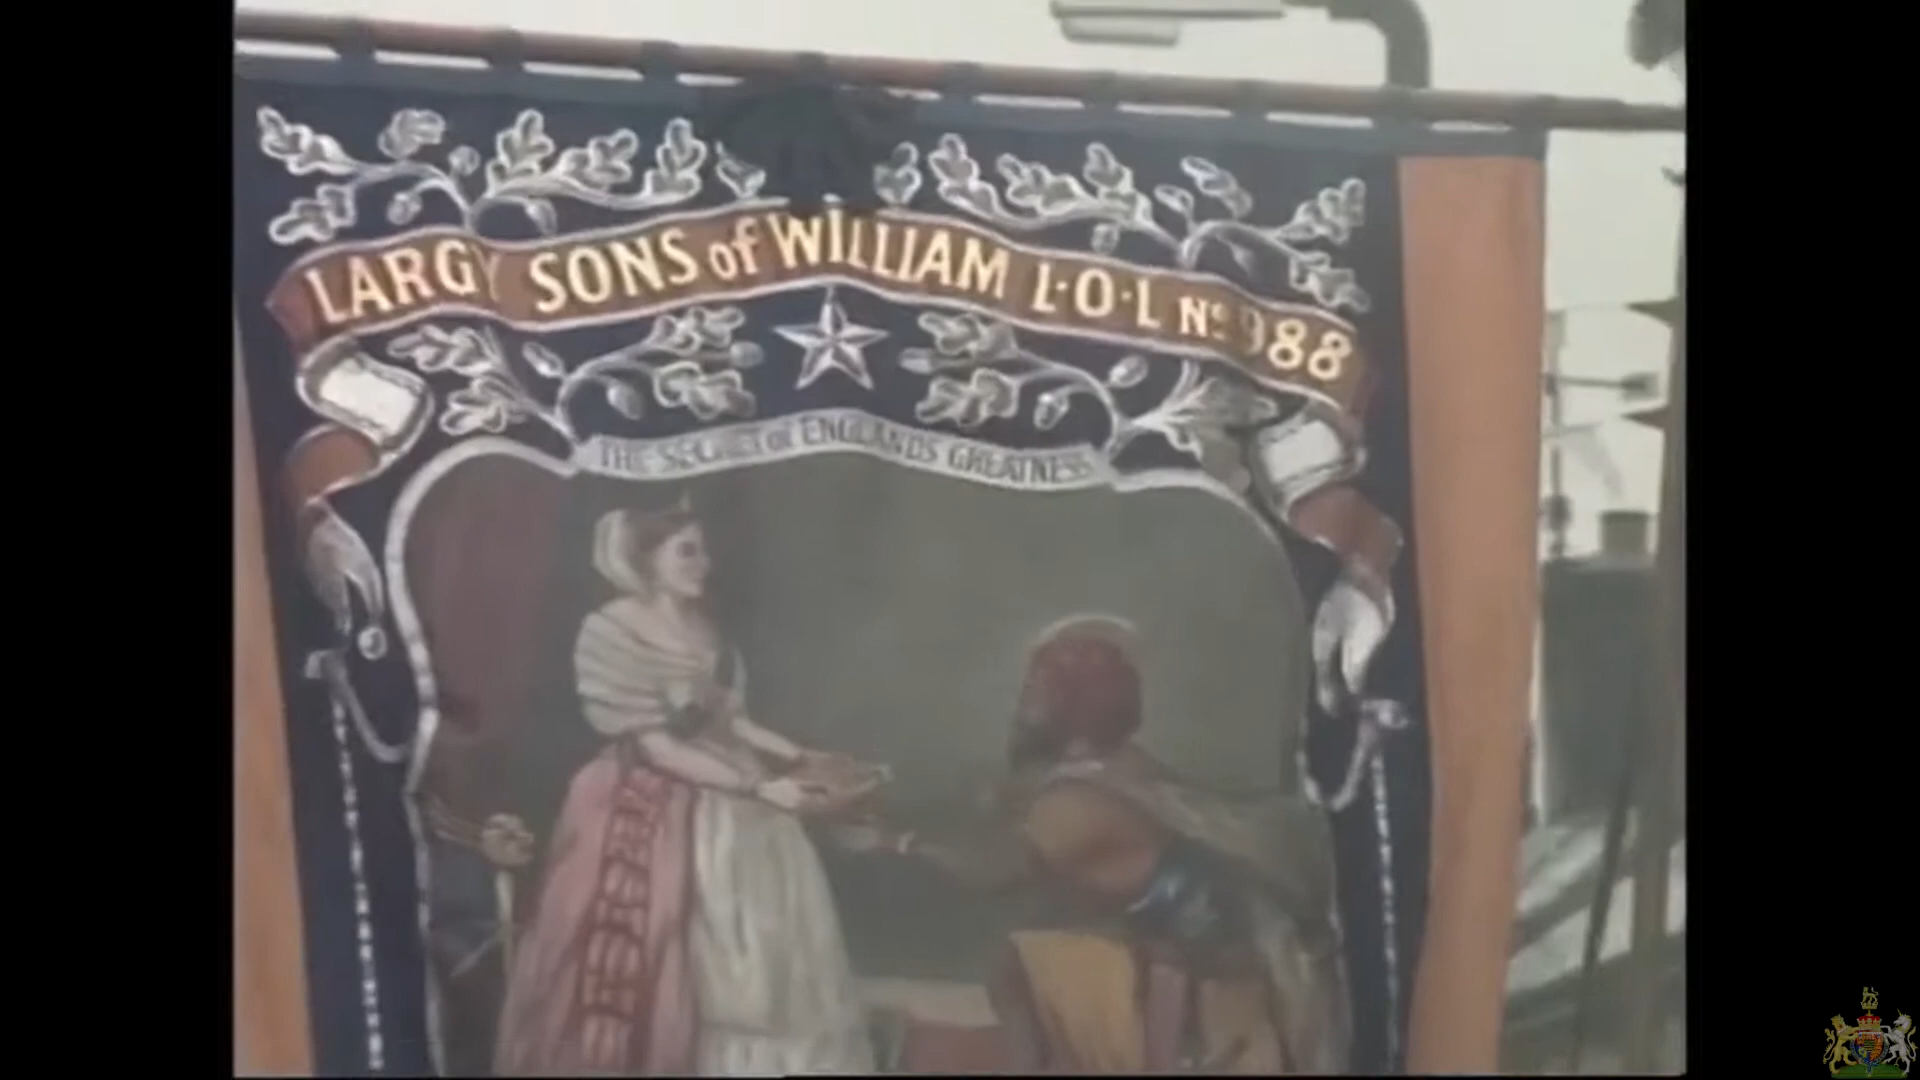 LARGY SONS of WILLIAM L·O·L No 988
THE SECRET OF ENGLANDS GREATNESS